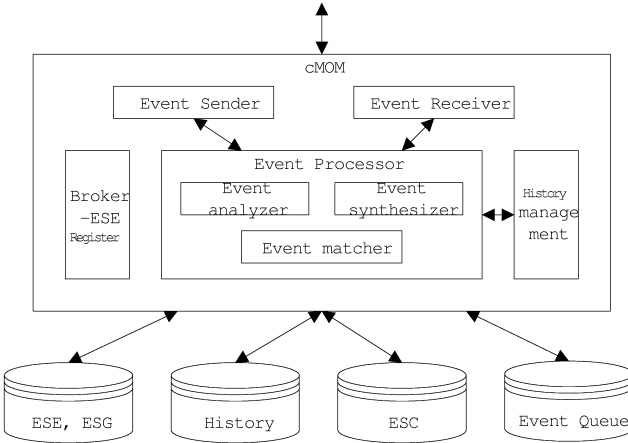 cMOM
Event Sender
Event Receiver
Event Processor
Event
analyzer
Event
synthesizer
Event matcher
Broker
-ESE
Register
History
manage
ment
ESE, ESG
History
ESC
Event Queue